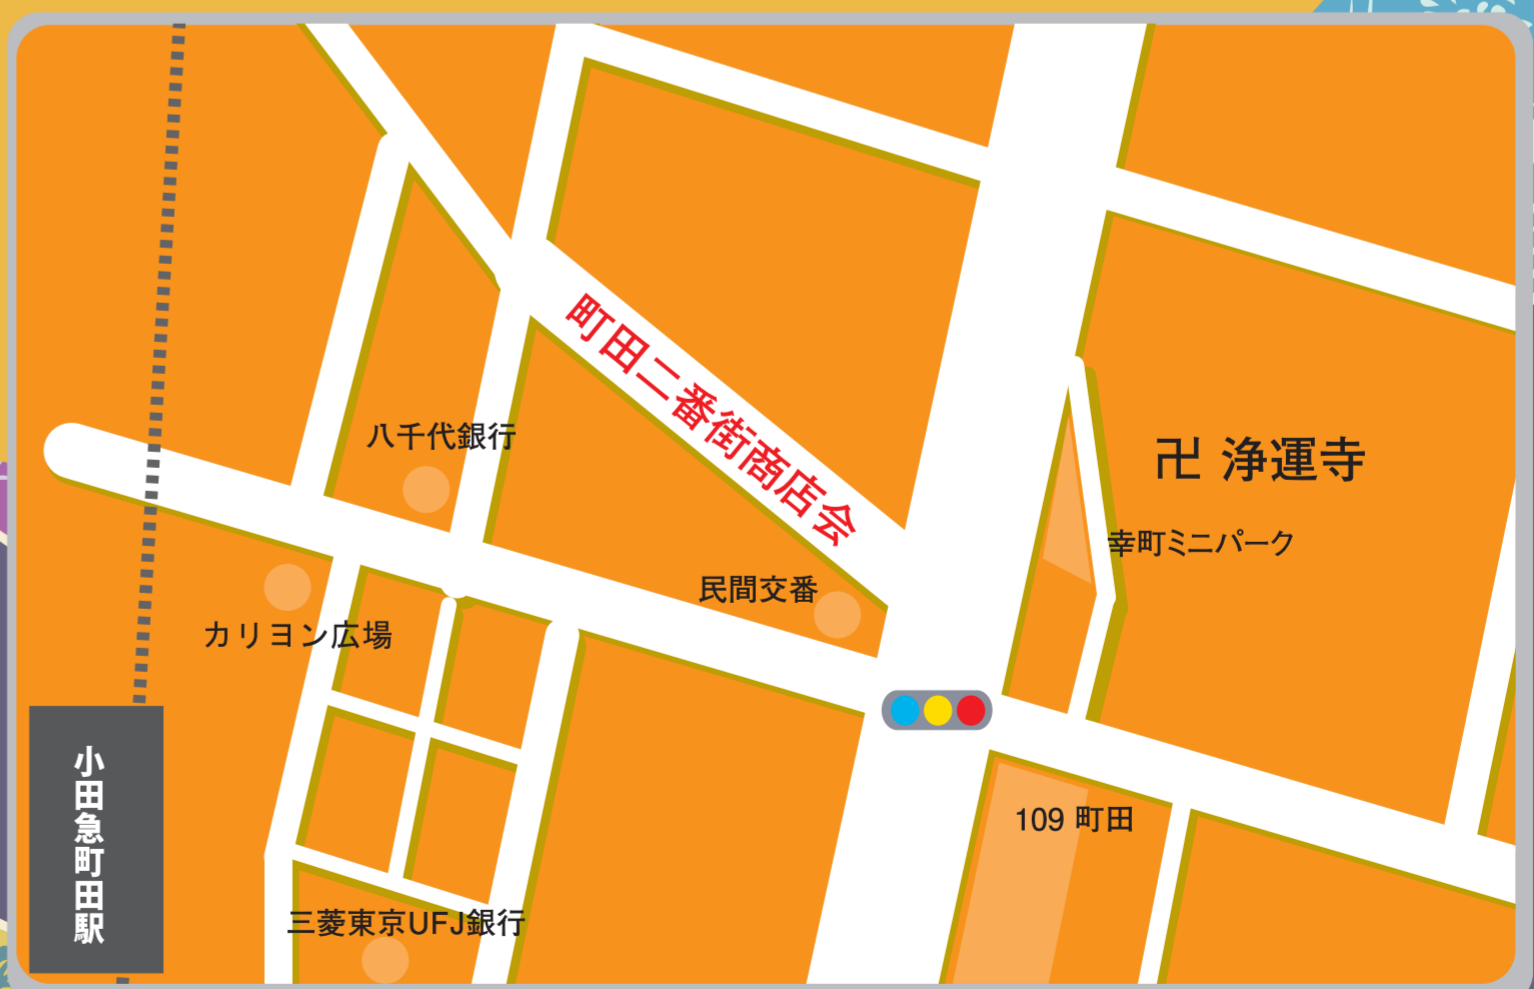 町田二番街商店会
八千代銀行
卍 浄運寺
幸町ミニパーク
民間交番
カリヨン広場
小田急町田駅
109 町田
三菱東京UFJ銀行